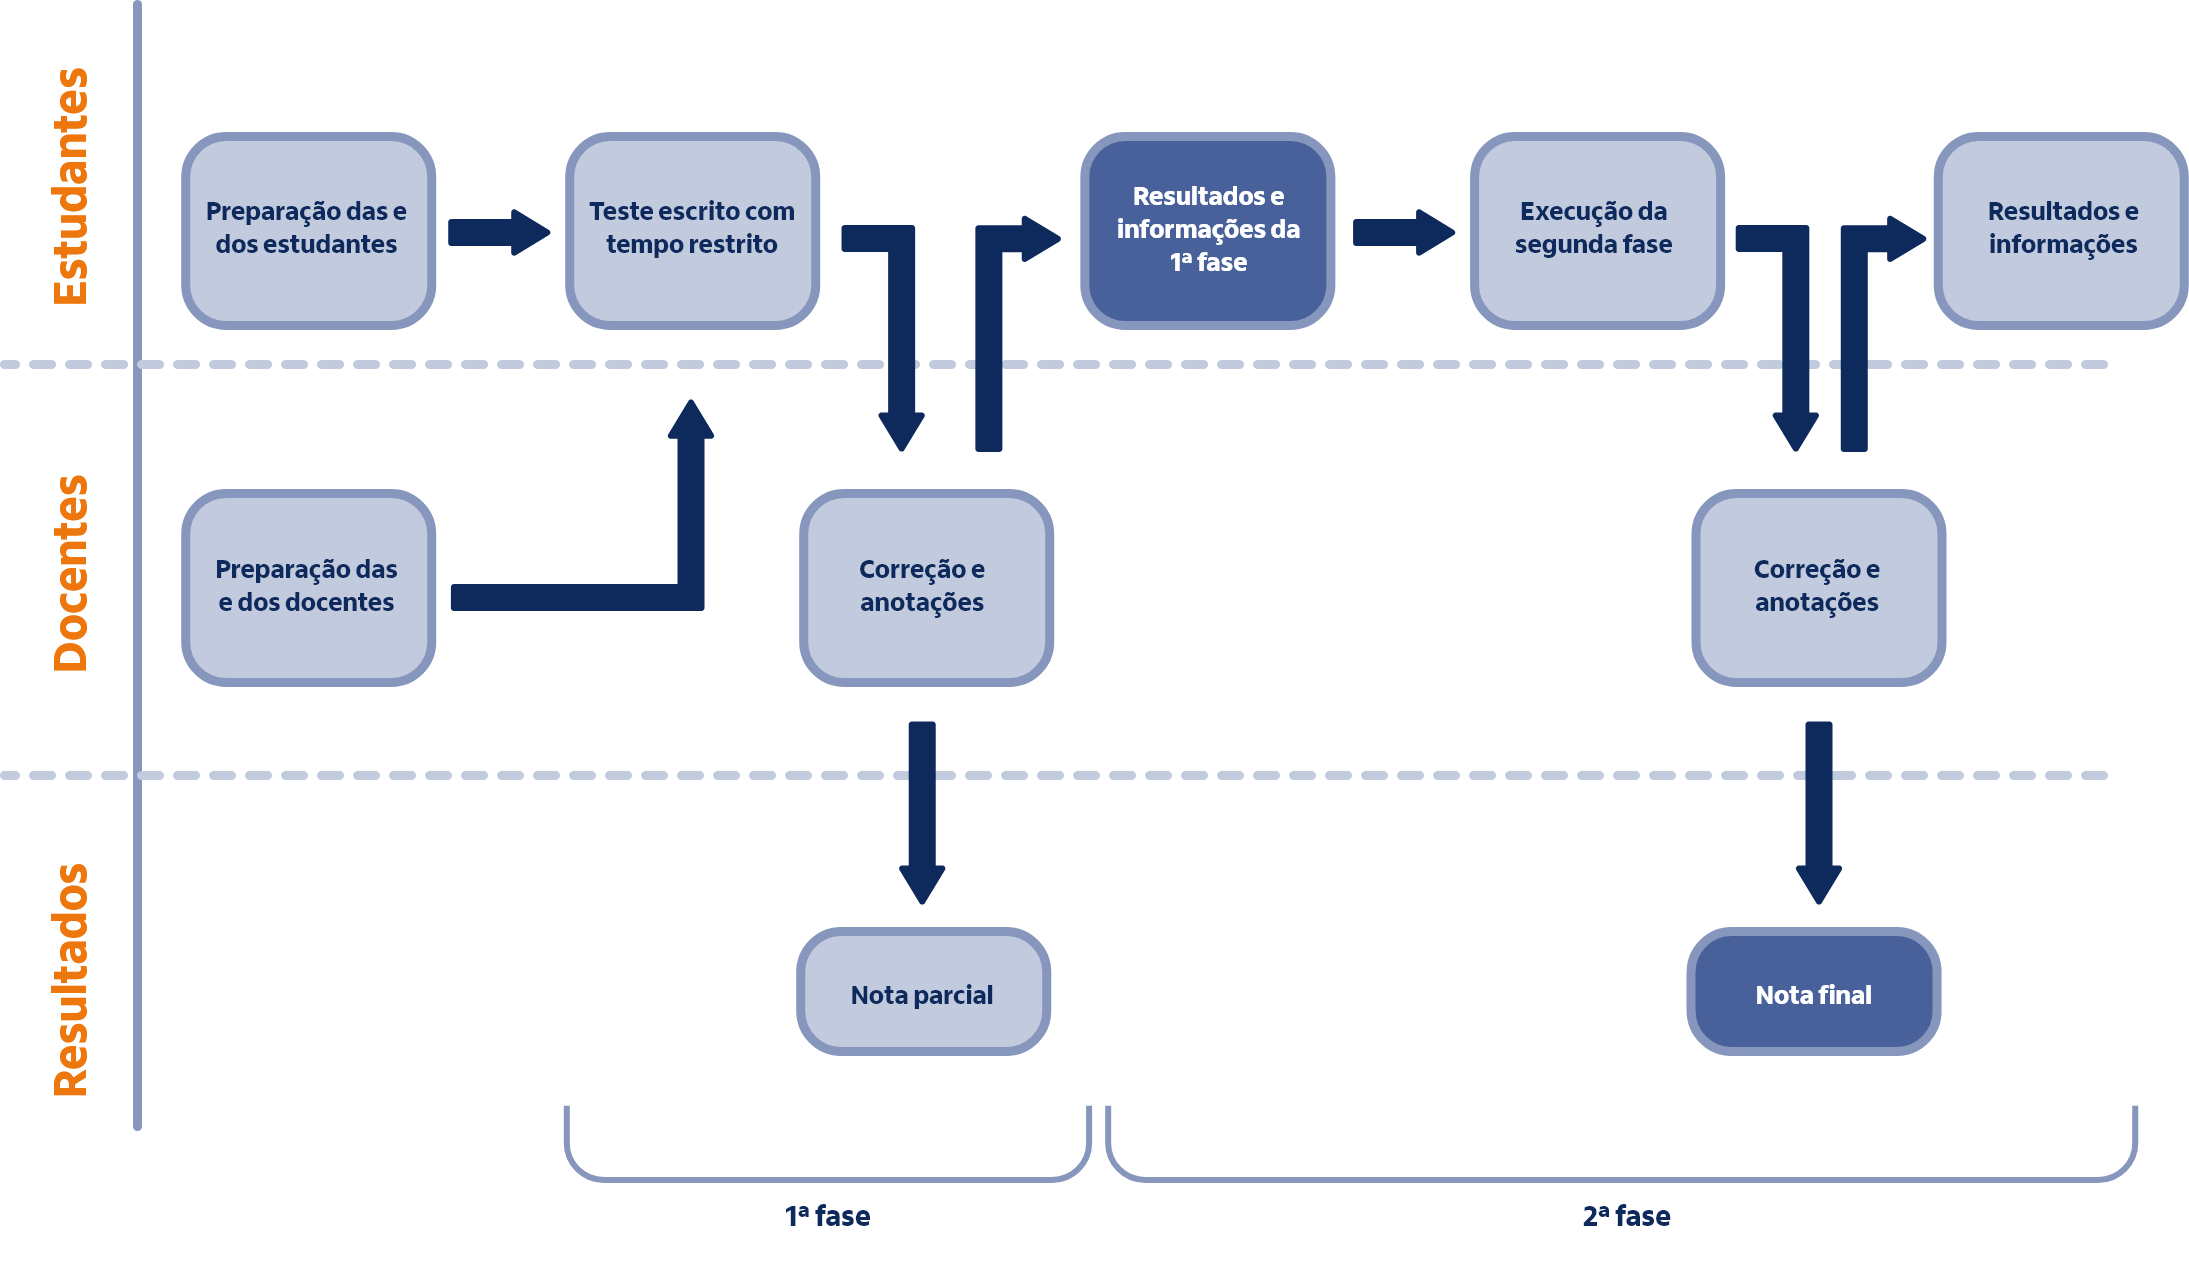 Estudantes
Preparação das e
dos estudantes
Teste escrito com
tempo restrito
Resultados e
informações da
1ª fase
Execução da
segunda fase
Resultados e
informações
Docentes
Preparação das
e dos docentes
Correção e
anotações
Correção e
anotações
Resultados
Nota parcial
Nota final
1ª fase
2ª fase